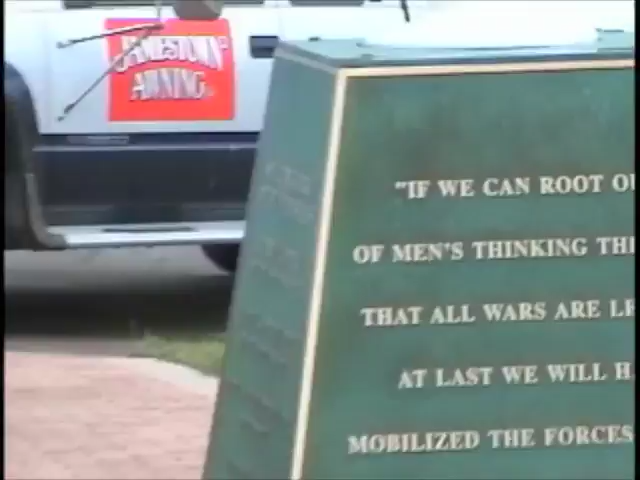 JAMESTOWN
AWNING
"IF WE CAN ROOT
OF MEN'S THINKING
THAT ALL WARS ARE
AT LAST WE WILL
MOBILIZED THE FORCES